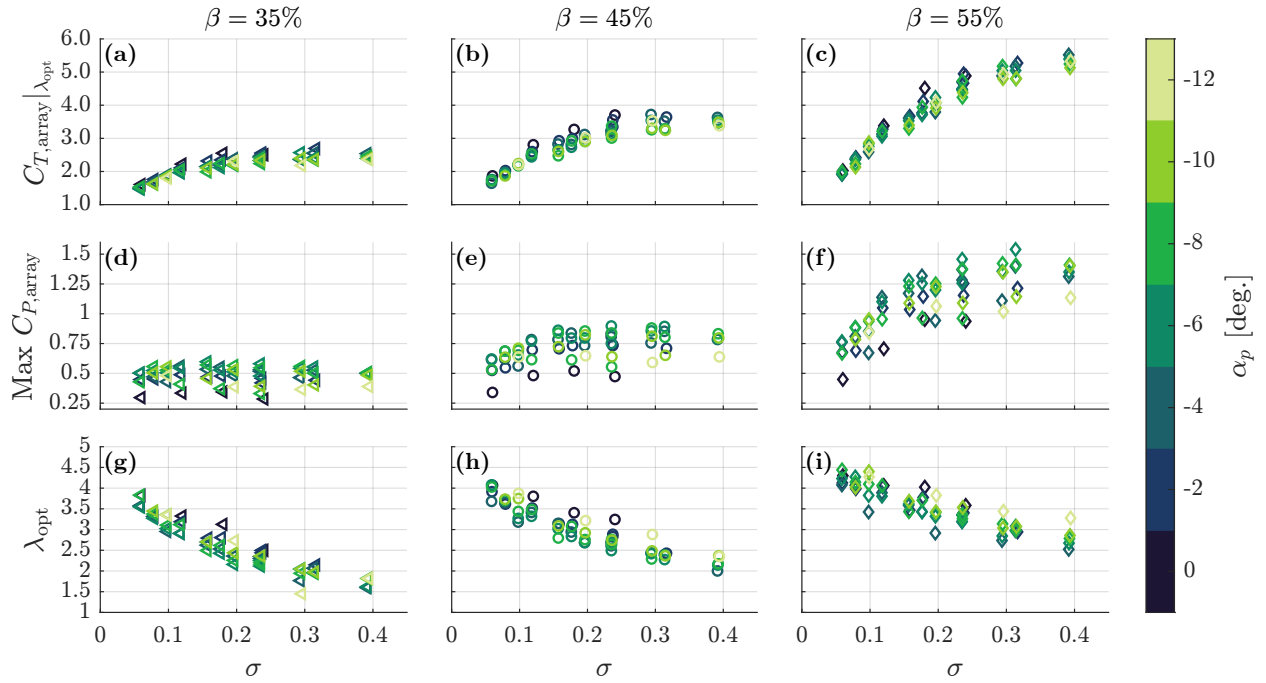 β = 35% β = 45% β = 55%
(a) (b) (c)
C_{T,array}|_{λ_opt}
6.0
5.0
4.0
3.0
2.0
1.0
(d) (e) (f)
Max C_{P,array}
1.5
1.25
1
0.75
0.5
0.25
(g) (h) (i)
λ_opt
5
4.5
4
3.5
3
2.5
2
1.5
1
0 0.1 0.2 0.3 0.4 0 0.1 0.2 0.3 0.4 0 0.1 0.2 0.3 0.4
σ σ σ
-12
-10
-8
-6
-4
-2
0
α_p [deg.]